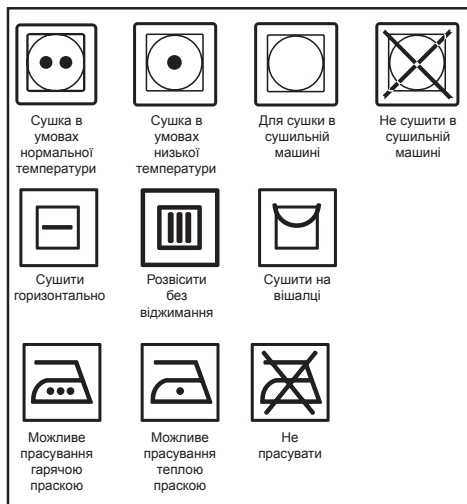 Сушка в
умовах
нормальної
температури
Сушка в
умовах
низької
температури
Для сушки в
сушильній
машині
Не сушити в
сушильній
машині
Сушити
горизонтально
Розвісити
без
віджимання
Сушити на
вішалці
Можливе
прасування
гарячою
праскою
Можливе
прасування
теплою
праскою
Не
прасувати